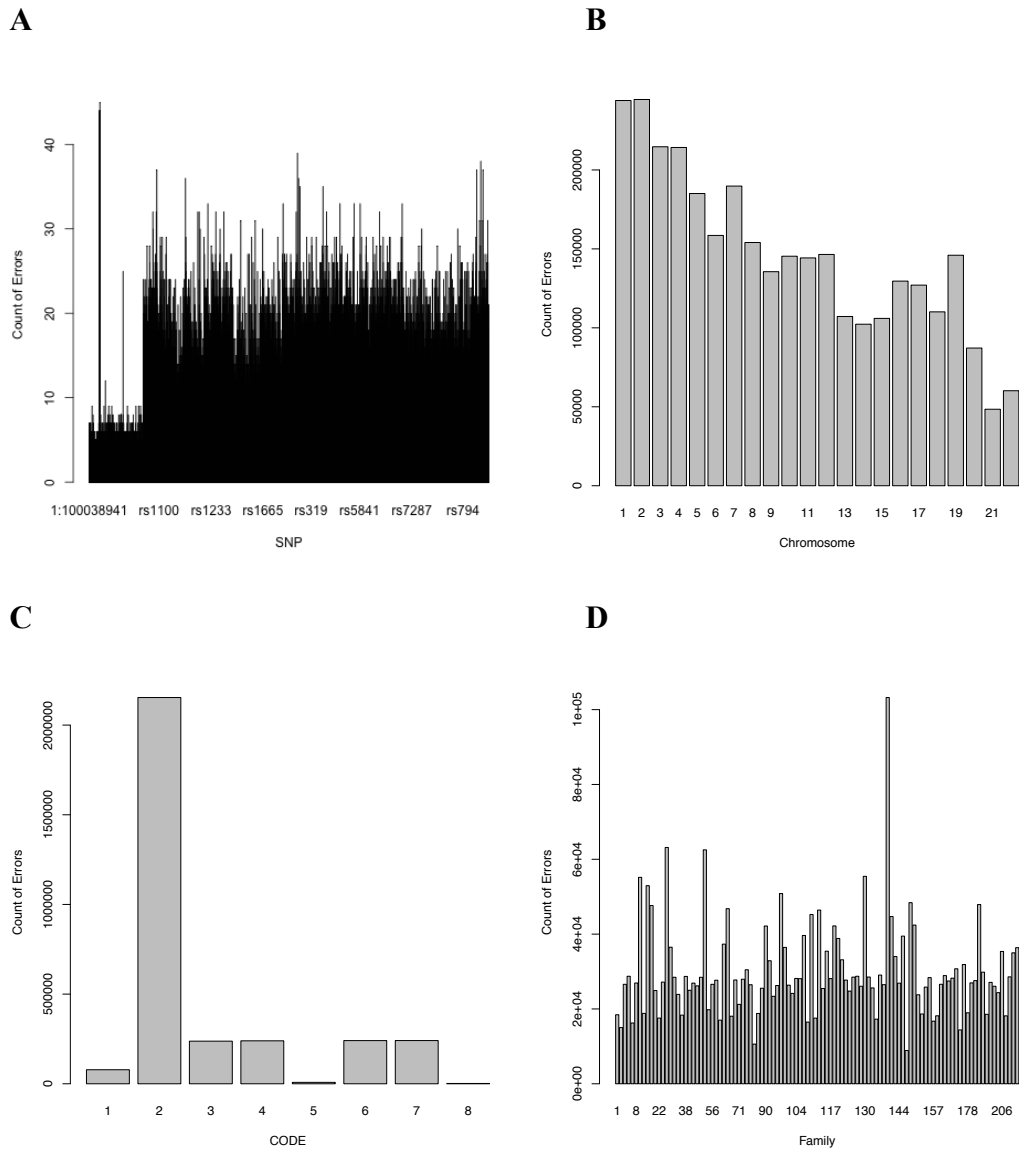 A
Count of Errors
0 10 20 30 40
1:100038941 rs1100 rs1233 rs1665 rs319 rs5841 rs7287 rs794
SNP
B
Count of Errors
0 50000 100000 150000 200000
1 2 3 4 5 6 7 8 9 11 13 15 17 19 21
Chromosome
C
Count of Errors
0 500000 1000000 1500000 2000000
1 2 3 4 5 6 7 8
CODE
D
Count of Errors
0e+00 2e+04 4e+04 6e+04 8e+04 1e+05
1 8 22 38 56 71 90 104 117 130 144 157 178 206
Family